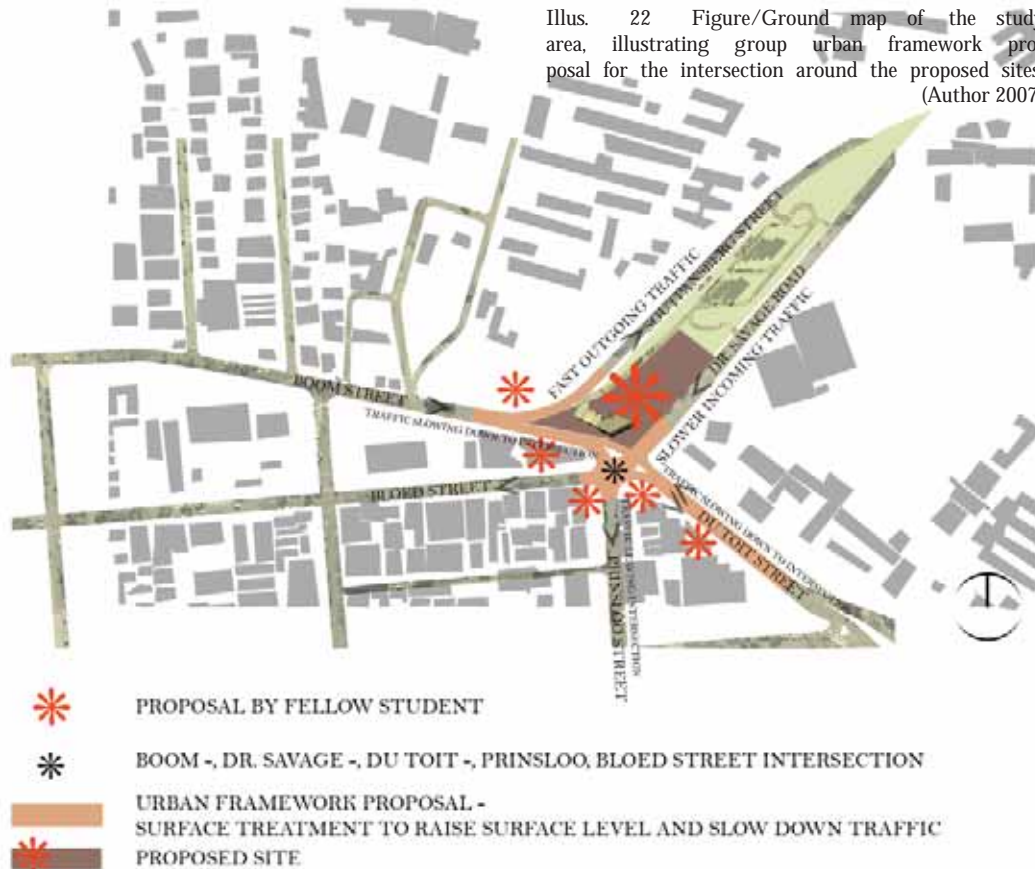 Illus. 22 Figure/Ground map of the stud
area, illustrating group urban framework pro
posal for the intersection around the proposed sites
(Author 2007
FAST OUTGOING TRAFFIC
SOUTPANSBERG STREET
DR. SAVAGE ROAD
SLOWER INCOMING TRAFFIC
BOOM STREET
TRAFFIC SLOWING DOWN TO
BLOED STREET
TRAFFIC SLOWING DOWN TO
DU TOIT STREET
PRINSLOO STREET
PROPOSAL BY FELLOW STUDENT
BOOM -, DR. SAVAGE -, DU TOIT -, PRINSLOO, BLOED STREET INTERSECTION
URBAN FRAMEWORK PROPOSAL -
SURFACE TREATMENT TO RAISE SURFACE LEVEL AND SLOW DOWN TRAFFIC
PROPOSED SITE